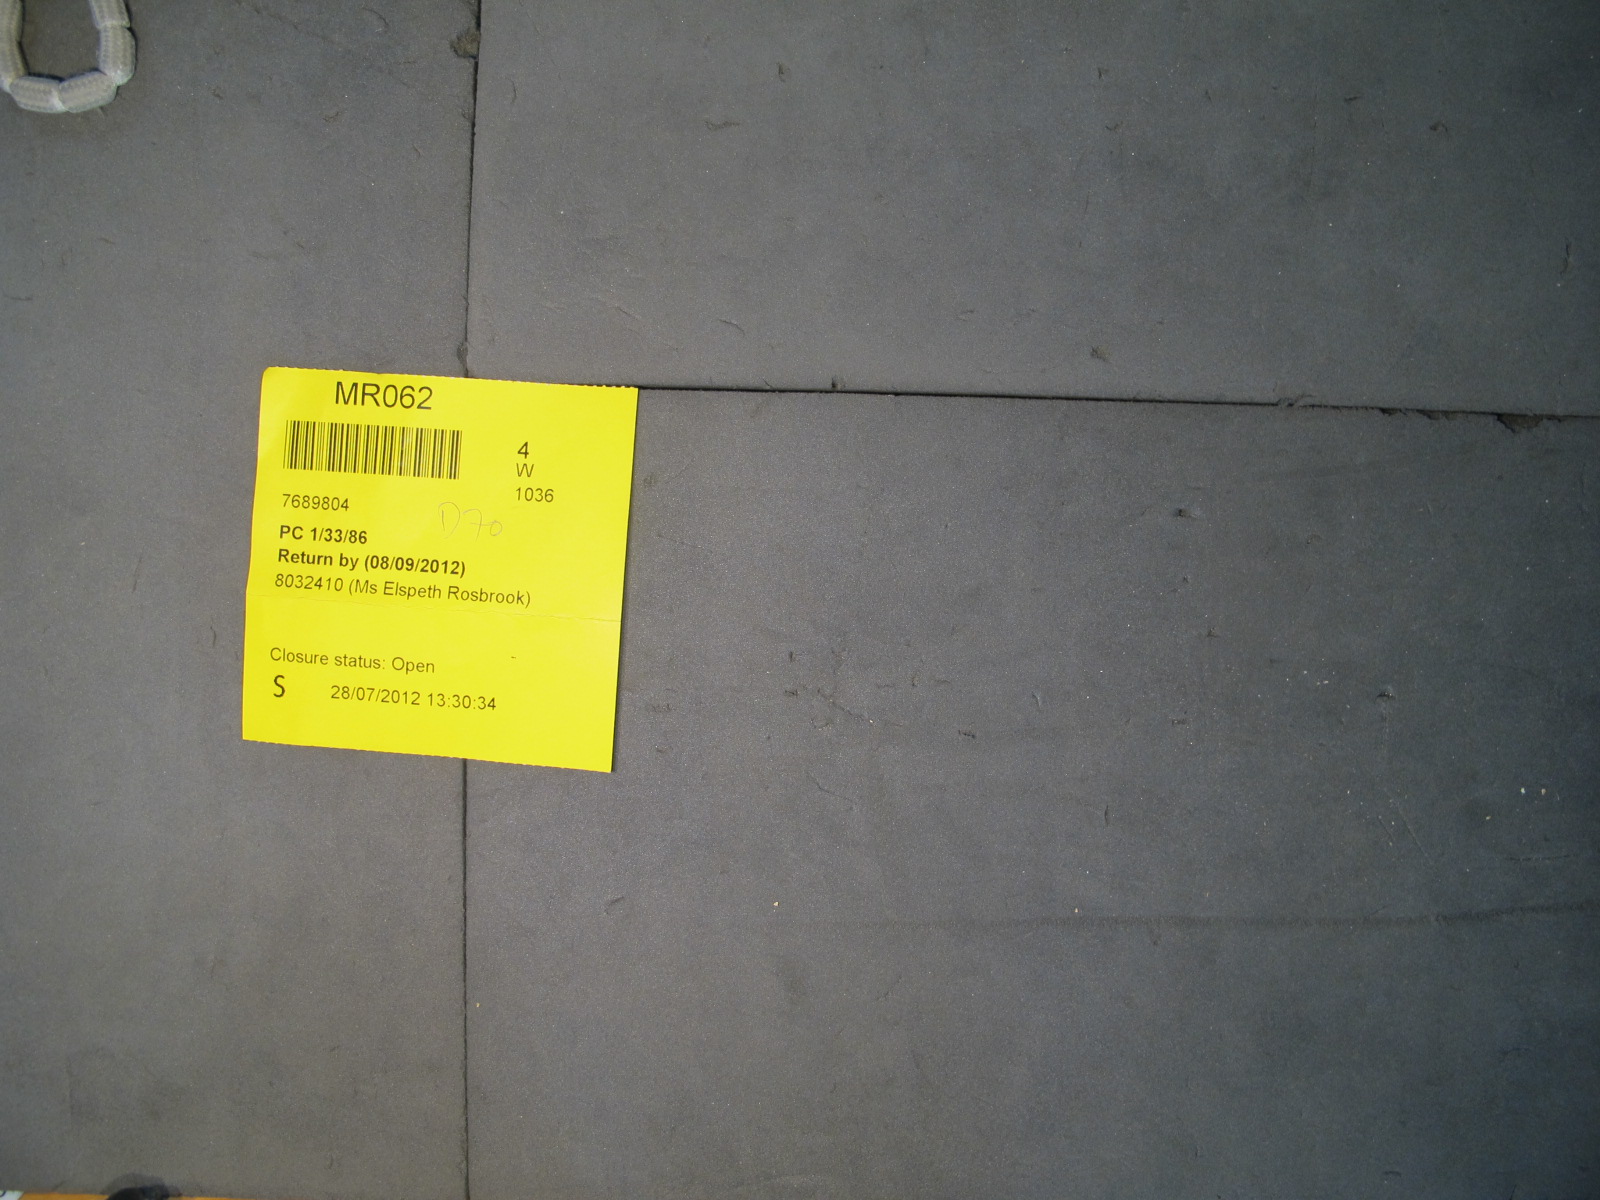 MR062
4
W
1036
7689804
D70
PC 1/33/86
Return by (08/09/2012)
8032410 (Ms Elspeth Rosbrook)
Closure status: Open
S 28/07/2012 13:30:34